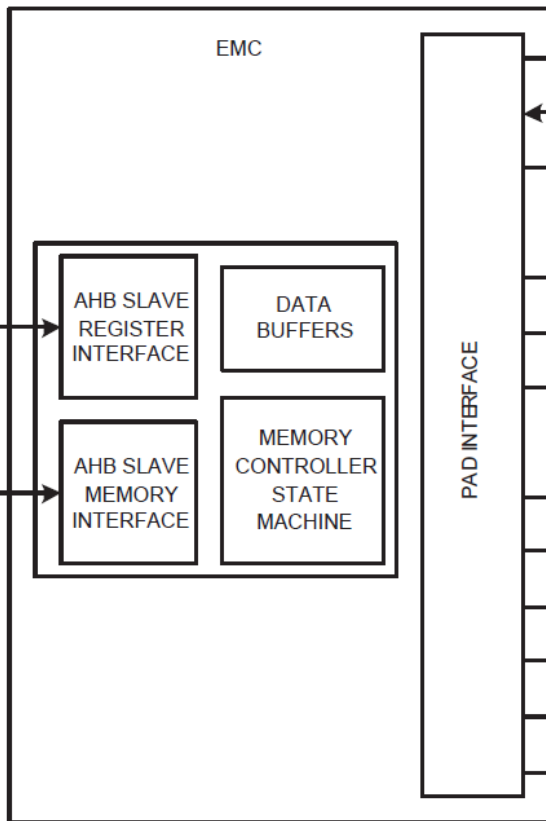 EMC
AHB SLAVE
REGISTER
INTERFACE
DATA
BUFFERS
AHB SLAVE
MEMORY
INTERFACE
MEMORY
CONTROLLER
STATE
MACHINE
PAD INTERFACE